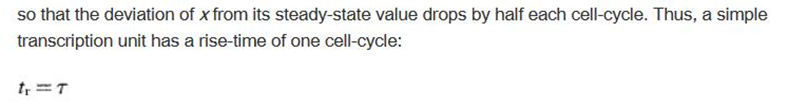 so that the deviation of x from its steady-state value drops by half each cell-cycle. Thus, a simple
transcription unit has a rise-time of one cell-cycle:
tr = τ